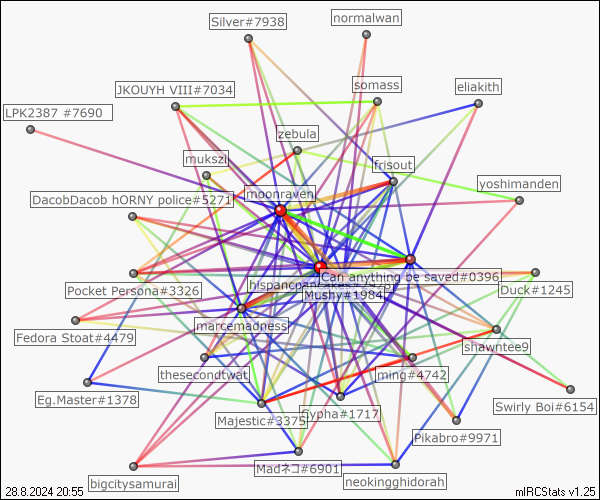 Silver#7938
normalwan
JKOUYH VIII#7034
somass
eliakith
LPK2387 #7690
zebula
mukszi
frisout
moonraven
yoshimanden
DacobDacob hORNY police#5271
Can anything be saved#0396
Pocket Persona#3326
Mushy#1984
Duck#1245
marcemadness
Fedora Stoat#4479
shawntee9
thesecondtwat
ming#4742
Eg.Master#1378
Swirly Boi#6154
Majestic#3375
Cypha#1717
Pikabro#9971
Madネコ#6901
bigcitysamurai
neokingghidorah
28.8.2024 20:55
mIRCStats v1.25